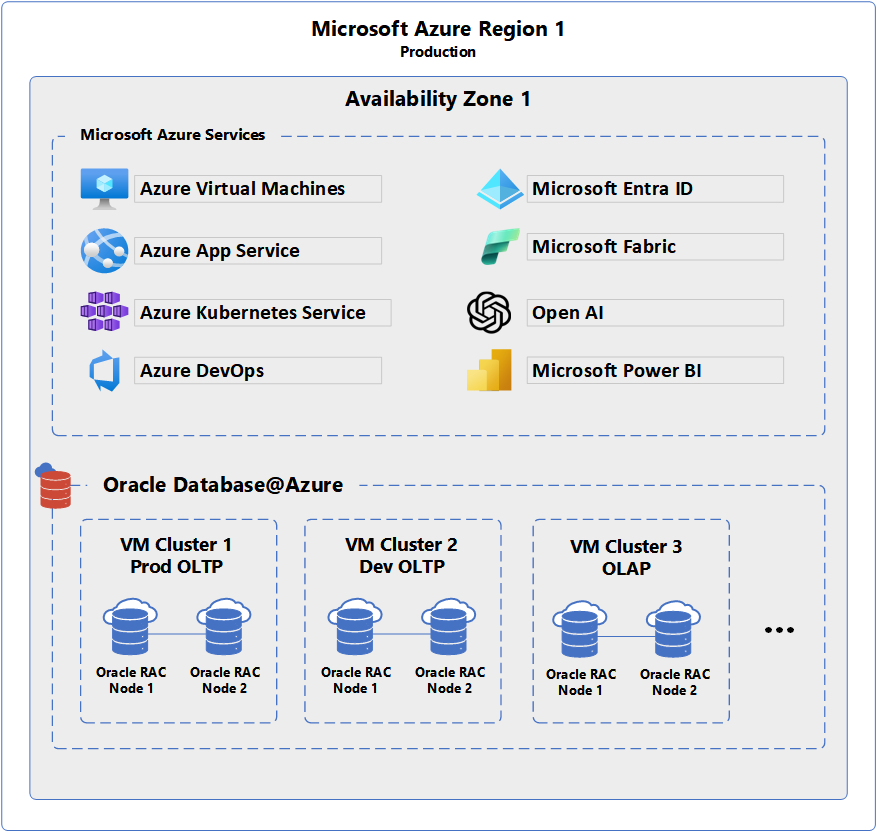 Microsoft Azure Region 1
Production
Availability Zone 1
Microsoft Azure Services
Azure Virtual Machines
Microsoft Entra ID
Azure App Service
Microsoft Fabric
Azure Kubernetes Service
Open AI
Azure DevOps
Microsoft Power BI
Oracle Database@Azure
VM Cluster 1
Prod OLTP
Oracle RAC
Node 1
Oracle RAC
Node 2
VM Cluster 2
Dev OLTP
Oracle RAC
Node 1
Oracle RAC
Node 2
VM Cluster 3
OLAP
Oracle RAC
Node 1
Oracle RAC
Node 2
...